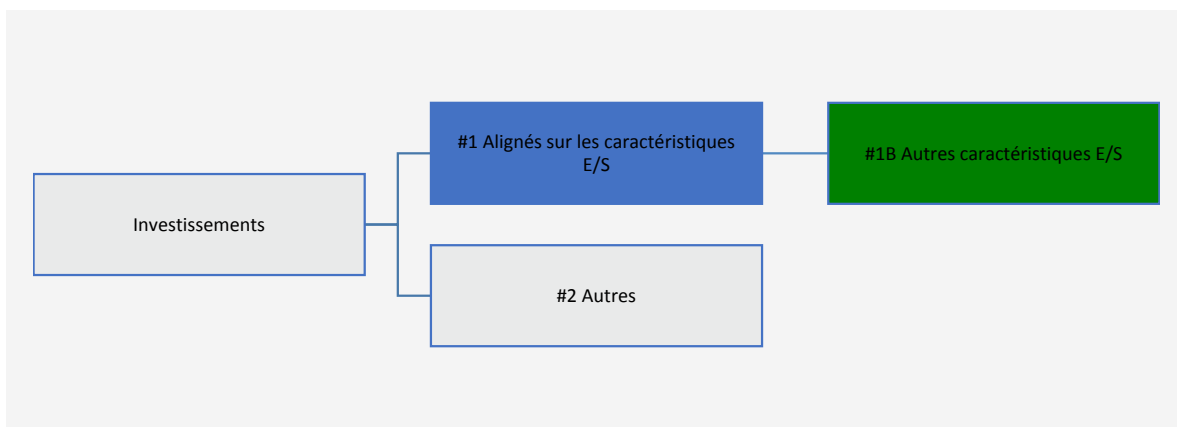 #1 Alignés sur les caractéristiques
E/S
#1B Autres caractéristiques E/S
Investissements
#2 Autres